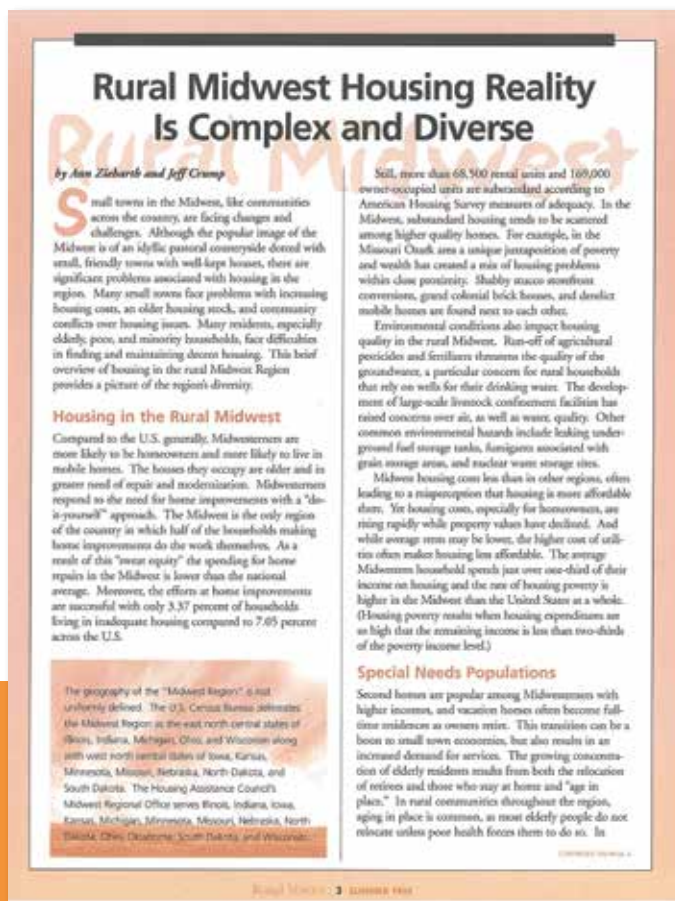 Rural Midwest Housing Reality
Is Complex and Diverse
Rural Midwest
by Ann Ziebarth and Jeff Crump
Small towns in the Midwest, like communities
across the country, are facing changes and
challenges. Although the popular image of the
Midwest is of an idyllic pastoral countryside dotted with
small, friendly towns with well-kept houses, there are
significant problems associated with housing in the
region. Many small towns face problems with increasing
housing costs, an older housing stock, and community
conflicts over housing issues. Many residents, especially
elderly, poor, and minority households, face difficulties
in finding and maintaining decent housing. This brief
overview of housing in the rural Midwest Region
provides a picture of the region's diversity.
Housing in the Rural Midwest
Compared to the U.S. generally, Midwesterners are
more likely to be homeowners and more likely to live in
mobile homes. The houses they occupy are older and in
greater need of repair and modernization. Midwesterners
respond to the need for home improvements with a "do-
it-yourself" approach. The Midwest is the only region
of the country in which half of the households making
home improvements do the work themselves. As a
result of this "sweat equity" the spending for home
repairs in the Midwest is lower than the national
average. Moreover, the efforts at home improvements
are successful with only 3.37 percent of households
living in inadequate housing compared to 7.05 percent
across the U.S.
The geography of the "Midwest Region" is not
uniformly defined. The U.S. Census Bureau delineates
the Midwest Region as the east north central states of
Illinois, Indiana, Michigan, Ohio, and Wisconsin along
with west north central states of Iowa, Kansas,
Minnesota, Missouri, Nebraska, North Dakota, and
South Dakota. The Housing Assistance Council's
Midwest Regional Office serves Illinois, Indiana, Iowa,
Kansas, Michigan, Minnesota, Missouri, Nebraska, North
Dakota, Ohio, Oklahoma, South Dakota, and Wisconsin.
Still, more than 68,500 rental units and 169,000
owner-occupied units are substandard according to
American Housing Survey measures of adequacy. In the
Midwest, substandard housing tends to be scattered
among higher quality homes. For example, in the
Missouri Ozark area a unique juxtaposition of poverty
and wealth has created a mix of housing problems
within close proximity. Shabby stucco storefront
conversions, grand colonial brick houses, and derelict
mobile homes are found next to each other.
Environmental conditions also impact housing
quality in the rural Midwest. Run-off of agricultural
pesticides and fertilizers threatens the quality of the
groundwater, a particular concern for rural households
that rely on wells for their drinking water. The develop-
ment of large-scale livestock confinement facilities has
raised concerns over air, as well as water, quality. Other
common environmental hazards include leaking under-
ground fuel storage tanks, fumigants associated with
grain storage areas, and nuclear waste storage sites.
Midwest housing costs less than in other regions, often
leading to a misperception that housing is more affordable
there. Yet housing costs, especially for homeowners, are
rising rapidly while property values have declined. And
while average rents may be lower, the higher cost of utili-
ties often makes housing less affordable. The average
Midwestern household spends just over one-third of their
income on housing and the rate of housing poverty is
higher in the Midwest than the United States as a whole.
(Housing poverty results when housing expenditures are
so high that the remaining income is less than two-thirds
of the poverty income level.)
Special Needs Populations
Second homes are popular among Midwesterners with
higher incomes, and vacation homes often become full-
time residences as owners retire. This transition can be a
boon to small town economies, but also results in an
increased demand for services. The growing concentra-
tion of elderly residents results from both the relocation
of retirees and those who stay at home and "age in
place." In rural communities throughout the region,
aging in place is common, as most elderly people do not
relocate unless poor health forces them to do so. In
Rural Voices 3 SUMMER